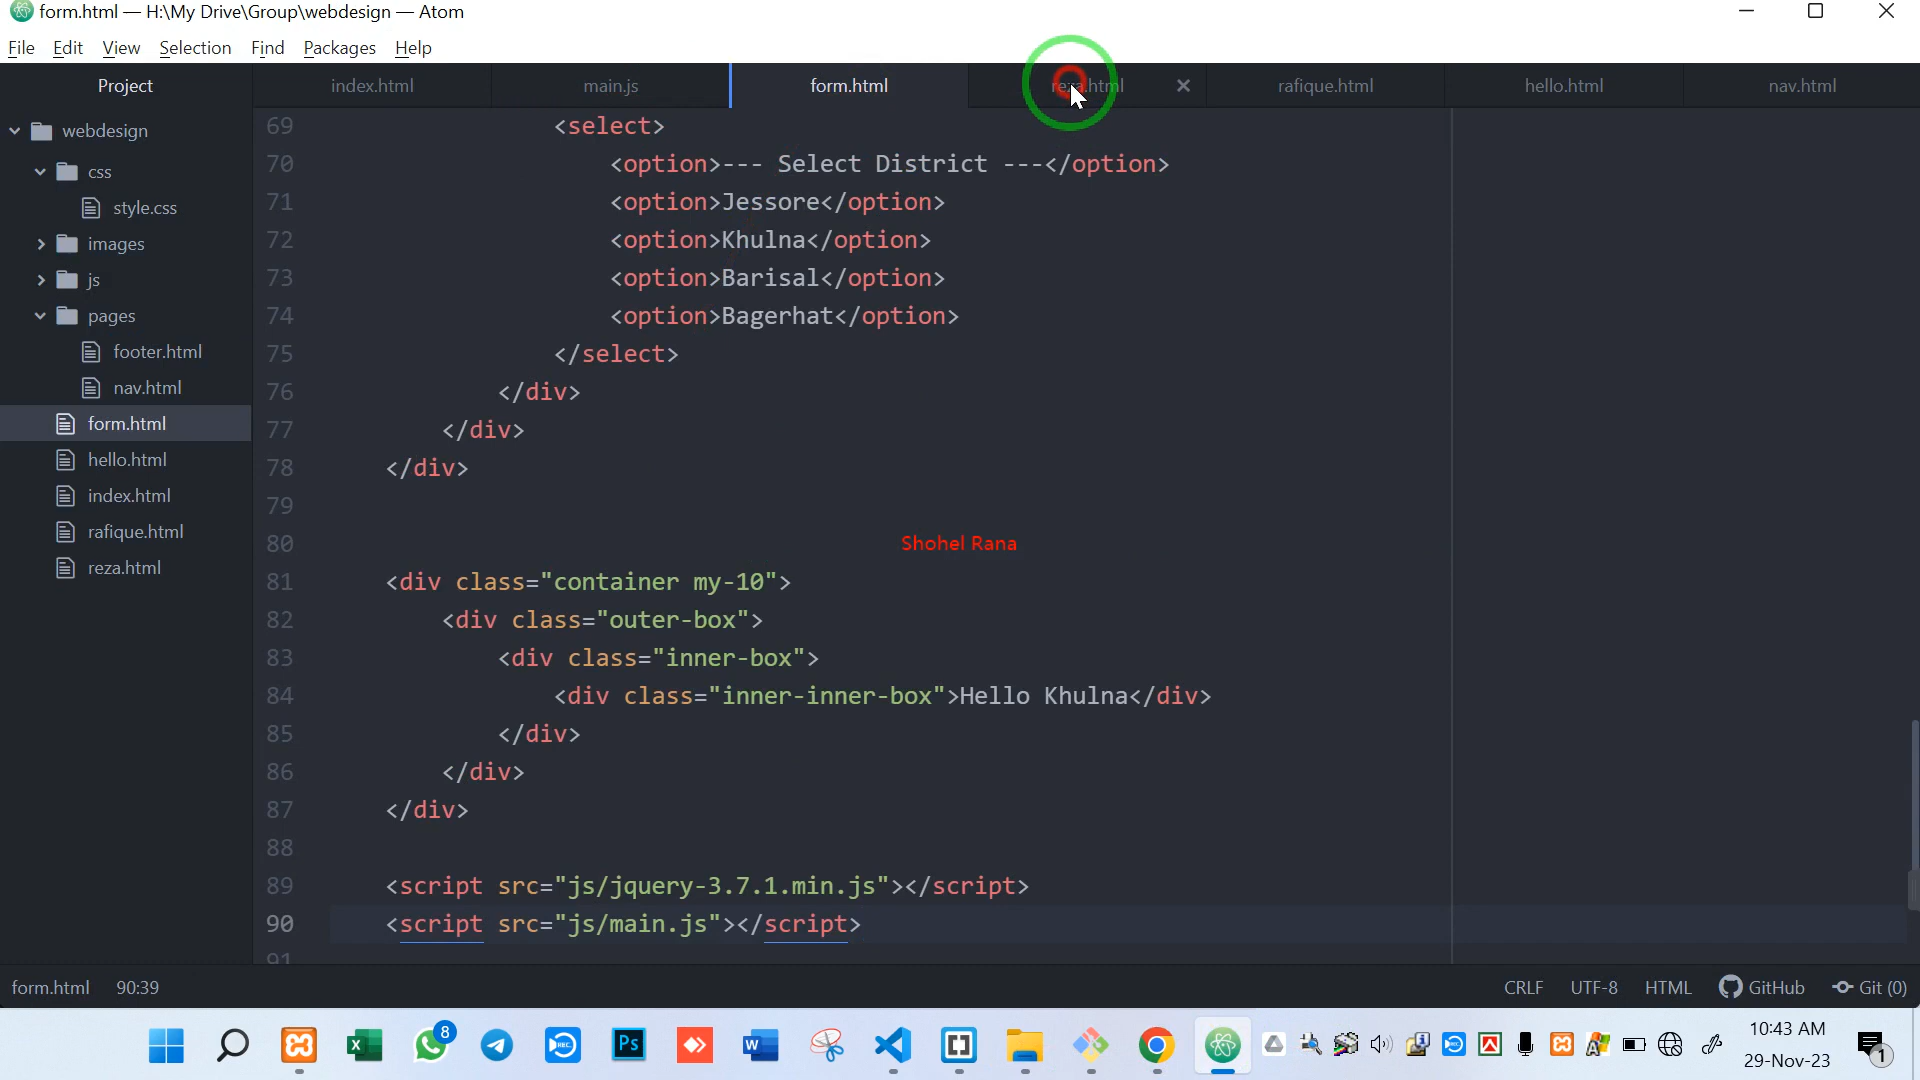 form.html — H:\My Drive\Group\webdesign — Atom
File Edit View Selection Find Packages Help
Project
index.html main.js form.html reza.html rafique.html hello.html nav.html
webdesign
css
style.css
images
js
pages
footer.html
nav.html
form.html
hello.html
index.html
rafique.html
reza.html
69 <select>
70 <option>--- Select District ---</option>
71 <option>Jessore</option>
72 <option>Khulna</option>
73 <option>Barisal</option>
74 <option>Bagerhat</option>
75 </select>
76 </div>
77 </div>
78 </div>
79
80
Shohel Rana
81 <div class="container my-10">
82 <div class="outer-box">
83 <div class="inner-box">
84 <div class="inner-inner-box">Hello Khulna</div>
85 </div>
86 </div>
87 </div>
88
89 <script src="js/jquery-3.7.1.min.js"></script>
90 <script src="js/main.js"></script>
91
form.html 90:39 CRLF UTF-8 HTML GitHub Git (0)
8
Ps
REC
W
10:43 AM
29-Nov-23
1